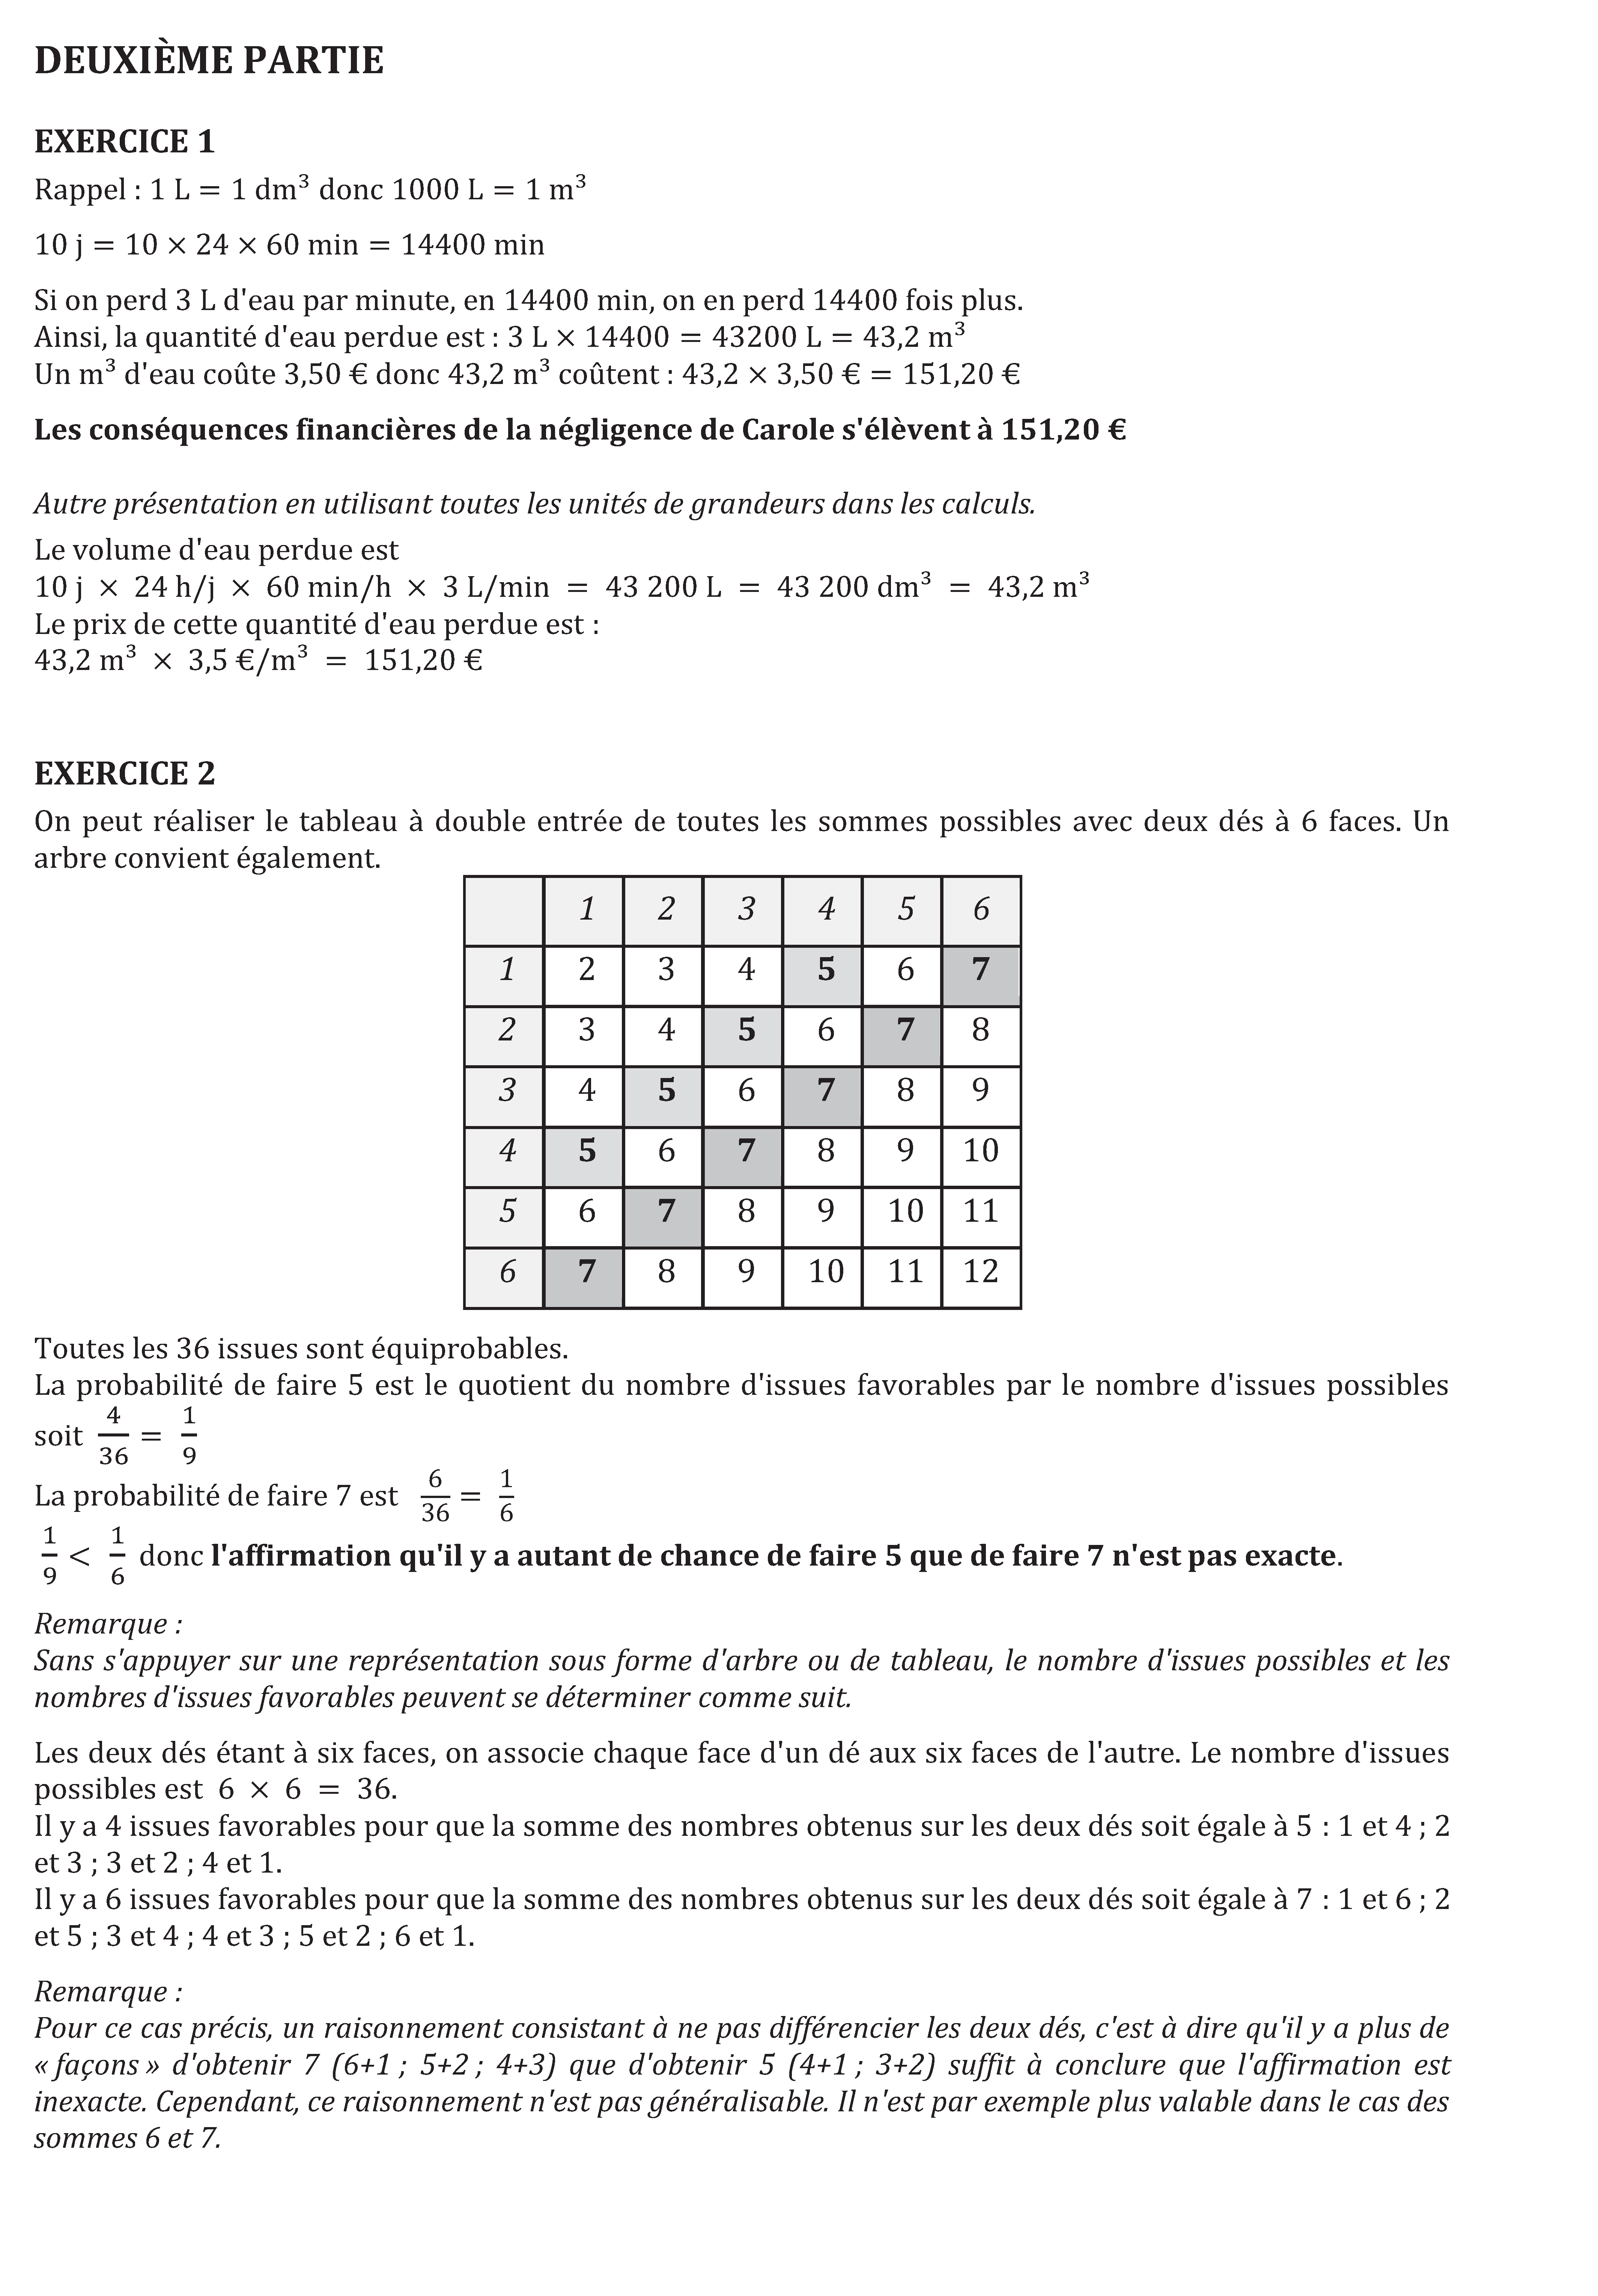 DEUXIÈME PARTIE
EXERCICE 1
Rappel : 1 L = 1 dm³ donc 1000 L = 1 m³
10 j = 10 × 24 × 60 min = 14400 min
Si on perd 3 L d'eau par minute, en 14400 min, on en perd 14400 fois plus.
Ainsi, la quantité d'eau perdue est : 3 L × 14400 = 43200 L = 43,2 m³
Un m³ d'eau coûte 3,50 € donc 43,2 m³ coûtent : 43,2 × 3,50 € = 151,20 €
Les conséquences financières de la négligence de Carole s'élèvent à 151,20 €
Autre présentation en utilisant toutes les unités de grandeurs dans les calculs.
Le volume d'eau perdue est
10 j × 24 h/j × 60 min/h × 3 L/min = 43 200 L = 43 200 dm³ = 43,2 m³
Le prix de cette quantité d'eau perdue est :
43,2 m³ × 3,5 €/m³ = 151,20 €
EXERCICE 2
On peut réaliser le tableau à double entrée de toutes les sommes possibles avec deux dés à 6 faces. Un
arbre convient également.
1 2 3 4 5 6
1 2 3 4 5 6 7
2 3 4 5 6 7 8
3 4 5 6 7 8 9
4 5 6 7 8 9 10
5 6 7 8 9 10 11
6 7 8 9 10 11 12
Toutes les 36 issues sont équiprobables.
La probabilité de faire 5 est le quotient du nombre d'issues favorables par le nombre d'issues possibles
soit 4/36 = 1/9
La probabilité de faire 7 est 6/36 = 1/6
1/9 < 1/6 donc l'affirmation qu'il y a autant de chance de faire 5 que de faire 7 n'est pas exacte.
Remarque :
Sans s'appuyer sur une représentation sous forme d'arbre ou de tableau, le nombre d'issues possibles et les
nombres d'issues favorables peuvent se déterminer comme suit.
Les deux dés étant à six faces, on associe chaque face d'un dé aux six faces de l'autre. Le nombre d'issues
possibles est 6 × 6 = 36.
Il y a 4 issues favorables pour que la somme des nombres obtenus sur les deux dés soit égale à 5 : 1 et 4 ; 2
et 3 ; 3 et 2 ; 4 et 1.
Il y a 6 issues favorables pour que la somme des nombres obtenus sur les deux dés soit égale à 7 : 1 et 6 ; 2
et 5 ; 3 et 4 ; 4 et 3 ; 5 et 2 ; 6 et 1.
Remarque :
Pour ce cas précis, un raisonnement consistant à ne pas différencier les deux dés, c'est à dire qu'il y a plus de
« façons » d'obtenir 7 (6+1 ; 5+2 ; 4+3) que d'obtenir 5 (4+1 ; 3+2) suffit à conclure que l'affirmation est
inexacte. Cependant, ce raisonnement n'est pas généralisable. Il n'est par exemple plus valable dans le cas des
sommes 6 et 7.